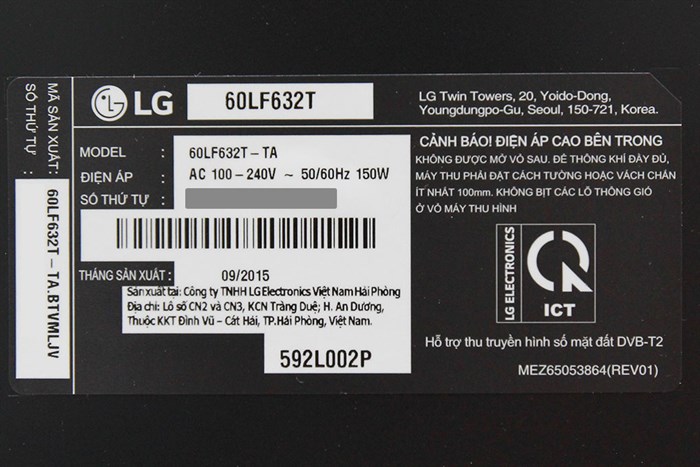 MÃ SẢN XUẤT:
SỐ THỨ TỰ :
60LF632T - TA.BTVMLJV
LG
60LF632T
LG Twin Towers, 20, Yoido-Dong,
Youngdungpo-Gu, Seoul, 150-721, Korea.
MODEL : 60LF632T - TA
ĐIỆN ÁP : AC 100 - 240V ~ 50/60Hz 150W
SỐ THỨ TỰ :
THÁNG SẢN XUẤT : 09/2015
Sản xuất tại: Công ty TNHH LG Electronics Việt Nam Hải Phòng
Địa chỉ: Lô số CN2 và CN3, KCN Tràng Duệ; H. An Dương,
Thuộc KKT Đình Vũ - Cát Hải, TP.Hải Phòng, Việt Nam.
592L002P
CẢNH BÁO! ĐIỆN ÁP CAO BÊN TRONG
KHÔNG ĐƯỢC MỞ VỎ SAU. ĐỂ THÔNG KHÍ ĐẦY ĐỦ,
MÁY THU PHẢI ĐẶT CÁCH TƯỜNG HOẶC VÁCH CHẮN
ÍT NHẤT 100mm. KHÔNG BỊT CÁC LỖ THÔNG GIÓ
Ở VỎ MÁY THU HÌNH
LG ELECTRONICS
ICT
Hỗ trợ thu truyền hình số mặt đất DVB-T2
MEZ65053864(REV01)